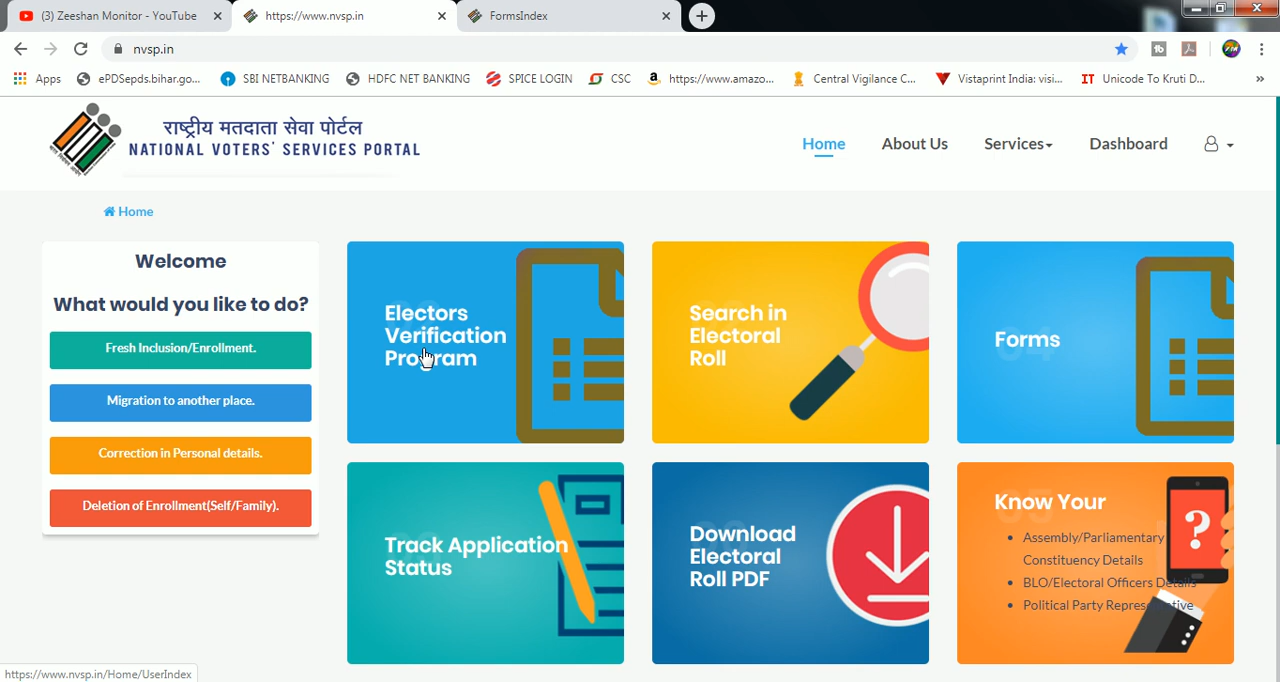 (3) Zeeshan Monitor - YouTube
https://www.nvsp.in
FormsIndex
nvsp.in
Apps
ePDSepds.bihar.go...
SBI NETBANKING
HDFC NET BANKING
SPICE LOGIN
CSC
https://www.amazo...
Central Vigilance C...
Vistaprint India: visi...
Unicode To Kruti D...
राष्ट्रीय मतदाता सेवा पोर्टल
NATIONAL VOTERS' SERVICES PORTAL
Home
About Us
Services
Dashboard
Home
Welcome
What would you like to do?
Fresh Inclusion/Enrollment.
Migration to another place.
Correction in Personal details.
Deletion of Enrollment(Self/Family).
Electors
Verification
Program
Search in
Electoral
Roll
Forms
04
Track Application
Status
Download
Electoral
Roll PDF
Know Your
Assembly/Parliamentary
Constituency Details
BLO/Electoral Officers Details
Political Party Representative
https://www.nvsp.in/Home/UserIndex